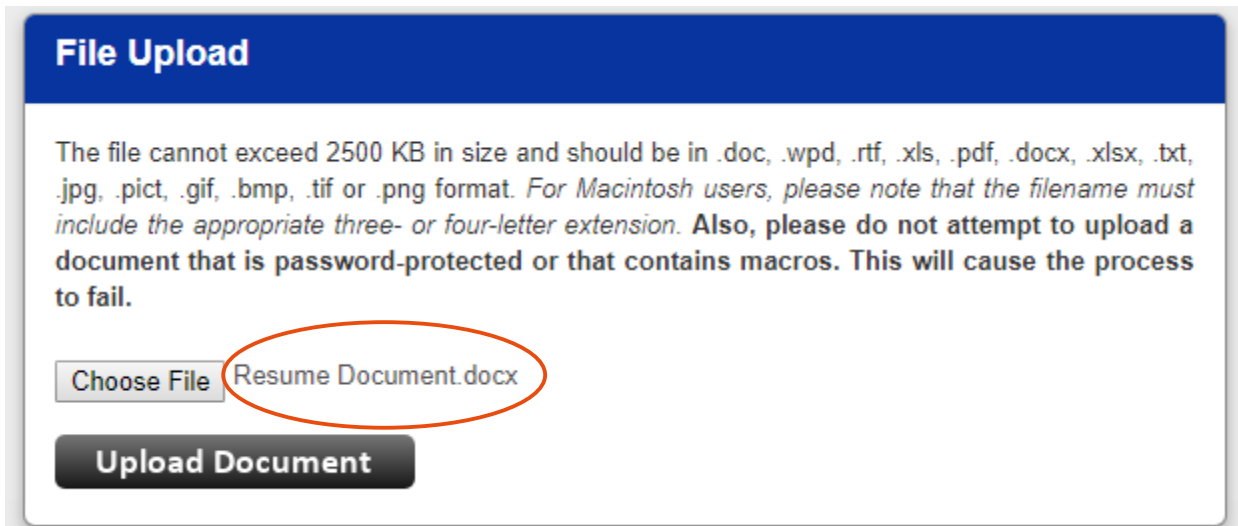 File Upload
The file cannot exceed 2500 KB in size and should be in .doc, .wpd, .rtf, .xls, .pdf, .docx, .xlsx, .txt,
.jpg, .pict, .gif, .bmp, .tif or .png format. For Macintosh users, please note that the filename must
include the appropriate three- or four-letter extension. Also, please do not attempt to upload a
document that is password-protected or that contains macros. This will cause the process
to fail.
Choose File Resume Document.docx
Upload Document